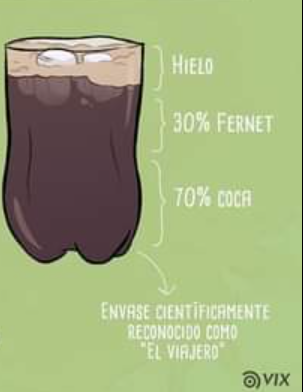 HIELO
30% FERNET
70% COCA
ENVASE CIENTÍFICAMENTE
RECONOCIDO COMO
"EL VIAJERO"
VIX